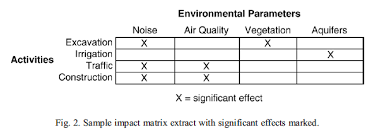 Environmental Parameters
Noise Air Quality Vegetation Aquifers
Excavation X X
Irrigation X
Activities
Traffic X X
Construction X X
X = significant effect
Fig. 2. Sample impact matrix extract with significant effects marked.